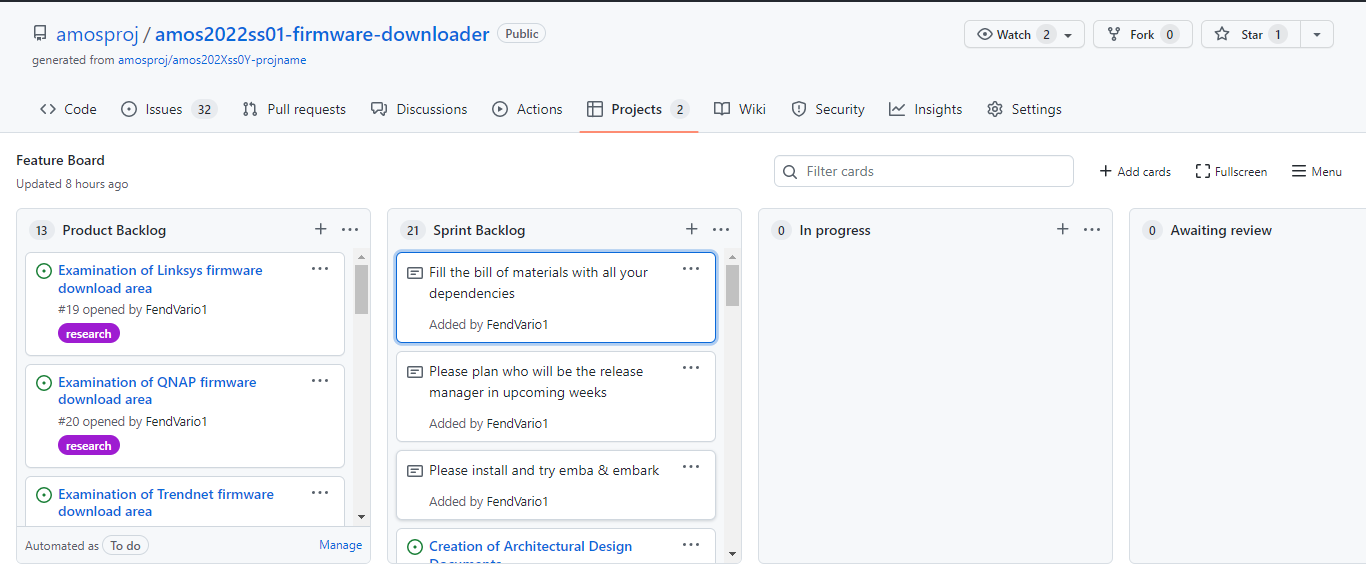 amosproj / amos2022ss01-firmware-downloader Public
Watch 2 Fork 0 Star 1
generated from amosproj/amos202Xss0Y-projname
Code Issues 32 Pull requests Discussions Actions Projects 2 Wiki Security Insights Settings
Feature Board
Updated 8 hours ago
Filter cards
Add cards Fullscreen Menu
13 Product Backlog
Examination of Linksys firmware
download area
#19 opened by FendVario1
research
Examination of QNAP firmware
download area
#20 opened by FendVario1
research
Examination of Trendnet firmware
download area
Automated as To do Manage
21 Sprint Backlog
Fill the bill of materials with all your
dependencies
Added by FendVario1
Please plan who will be the release
manager in upcoming weeks
Added by FendVario1
Please install and try emba & embark
Added by FendVario1
Creation of Architectural Design
Documents
0 In progress
0 Awaiting review